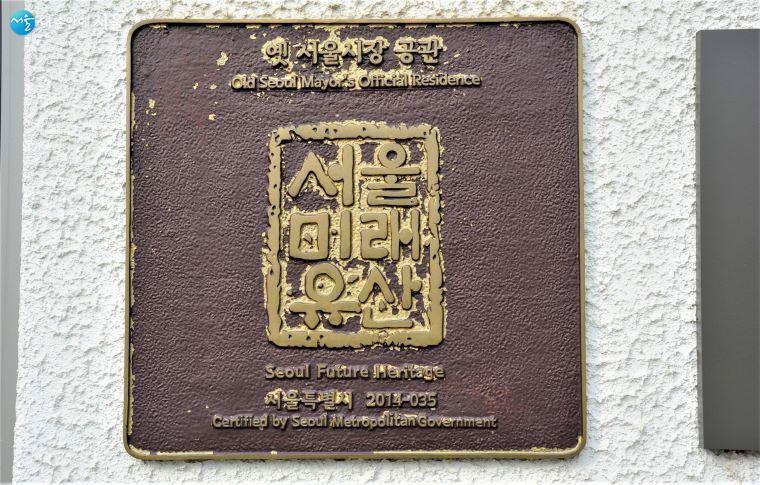 옛 서울시장 공관
Old Seoul Mayor's Official Residence
서울
미래
유산
Seoul Future Heritage
서울특별시 2014-035
Certified by Seoul Metropolitan Government